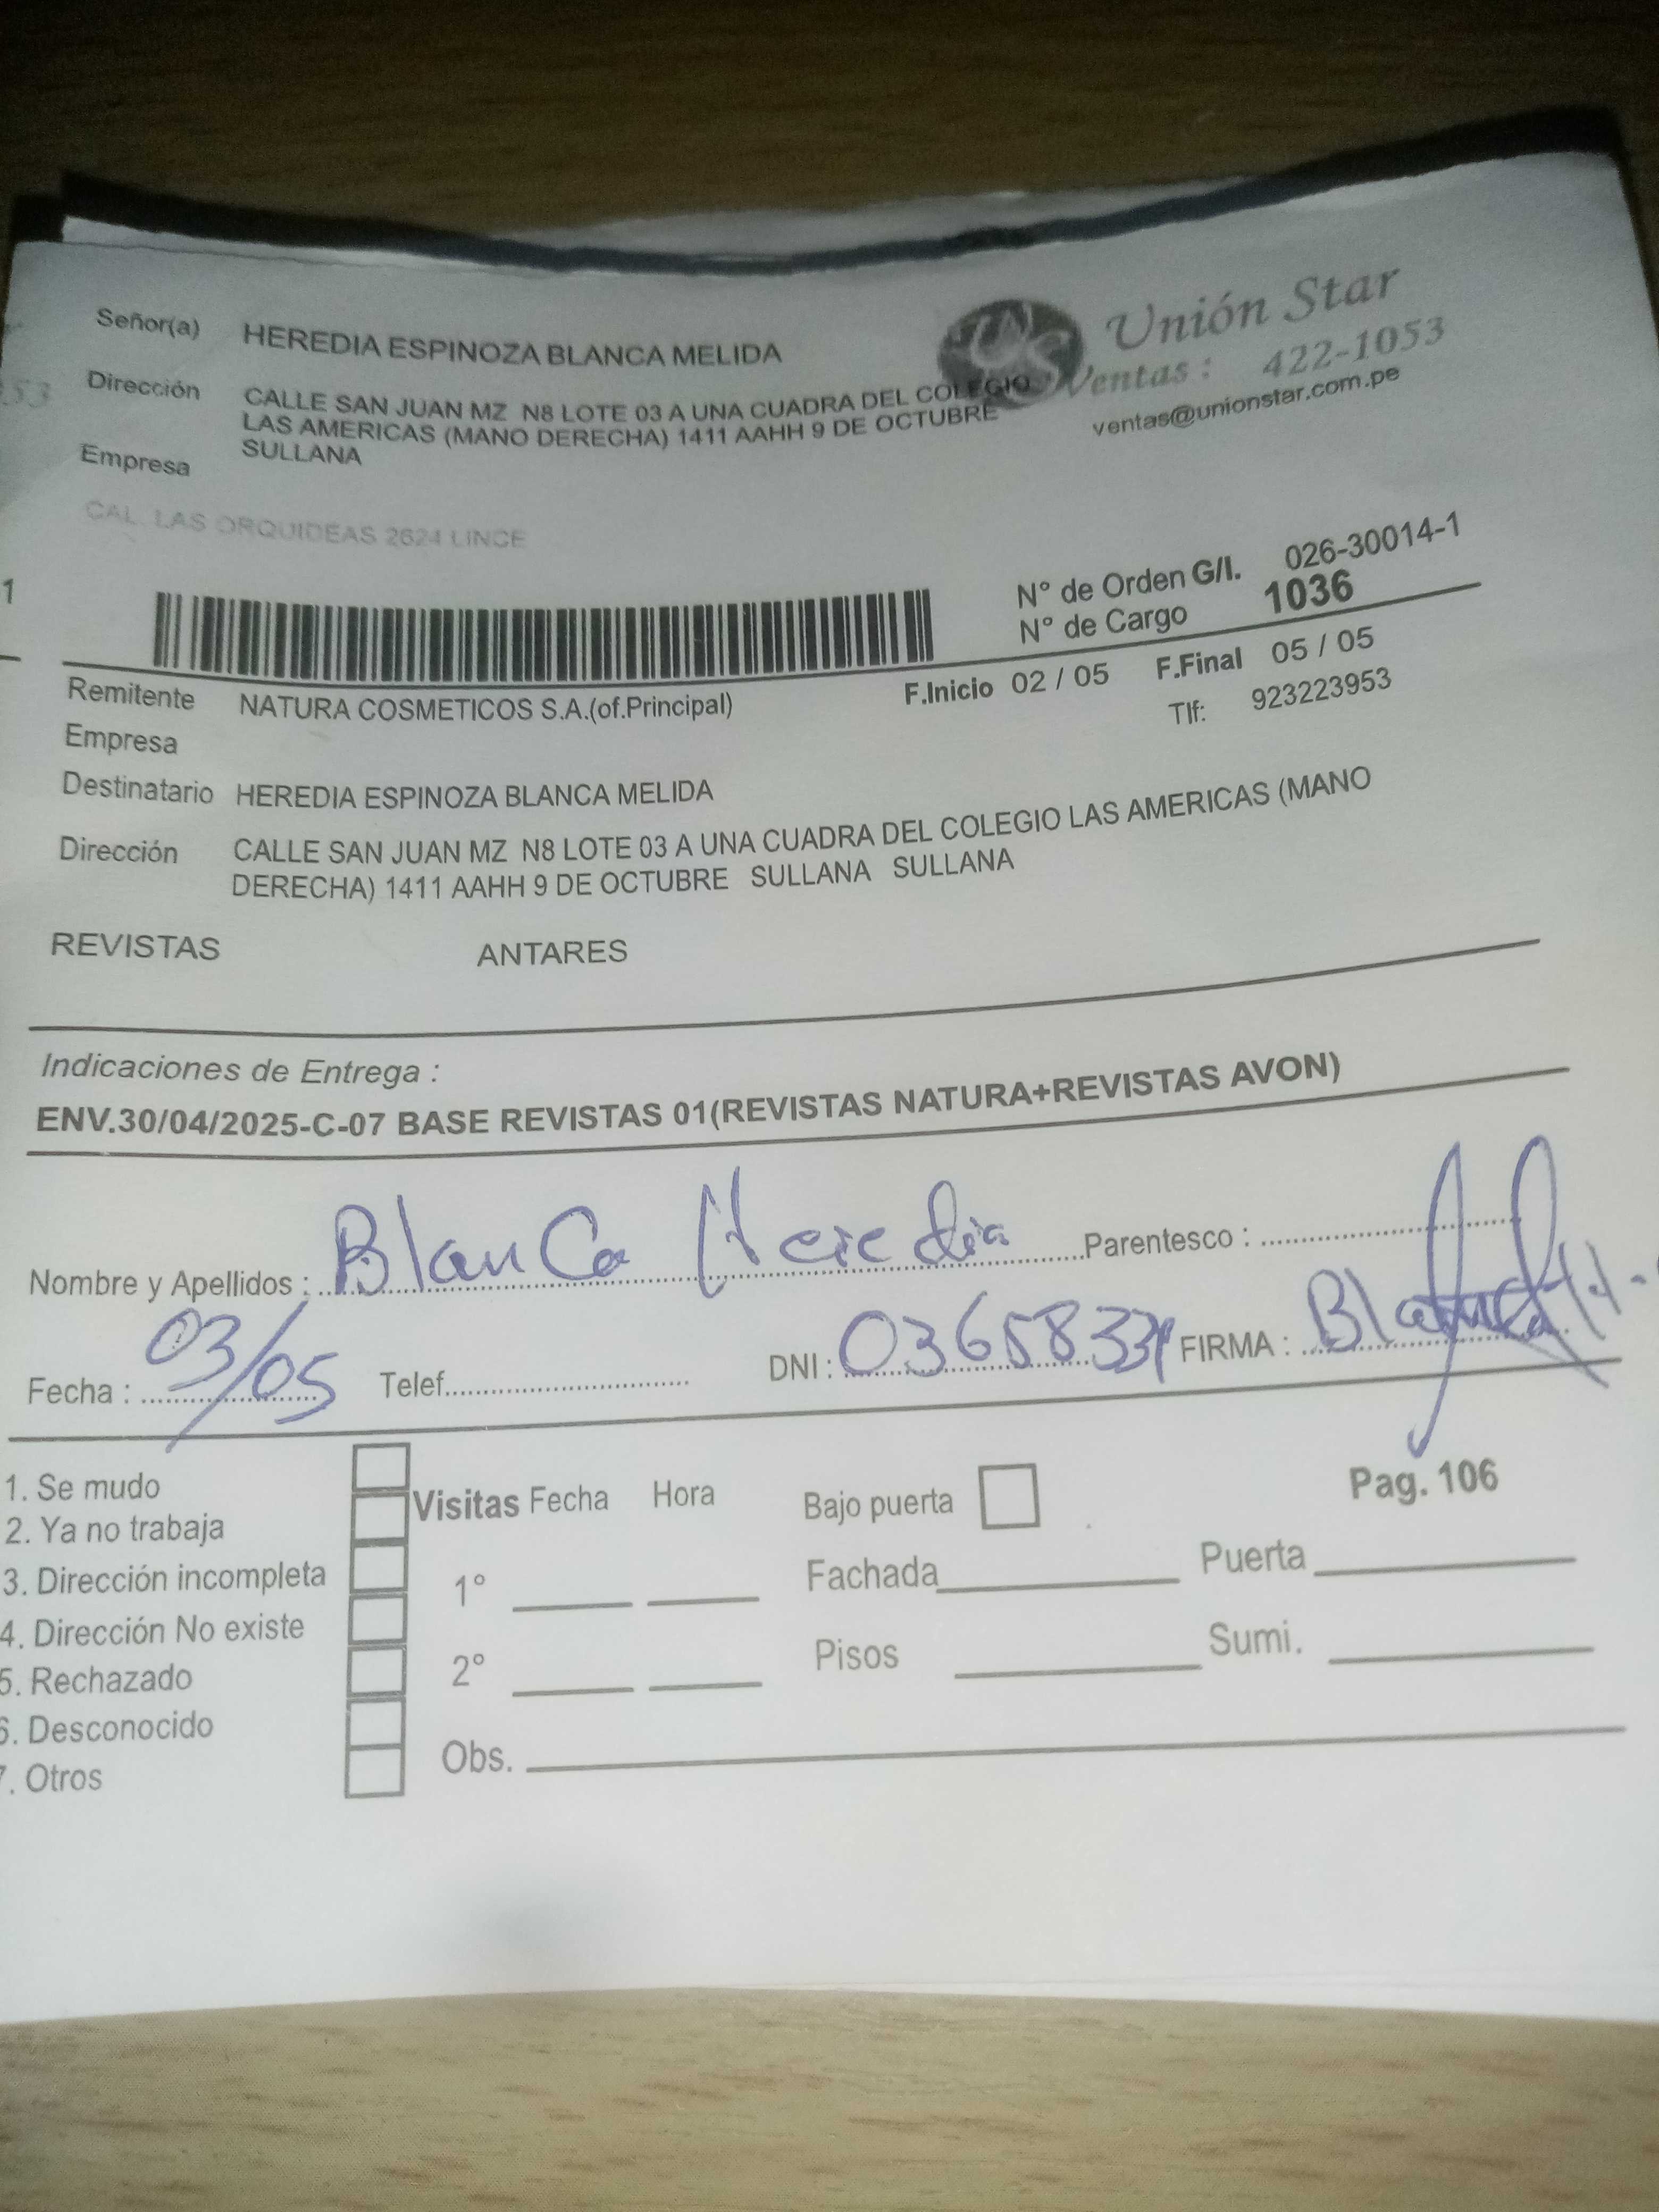 Señor(a) HEREDIA ESPINOZA BLANCA MELIDA
Unión Star
Ventas : 422-1053
ventas@unionstar.com.pe
53
Dirección CALLE SAN JUAN MZ N8 LOTE 03 A UNA CUADRA DEL COLEGIO
LAS AMERICAS (MANO DERECHA) 1411 AAHH 9 DE OCTUBRE
SULLANA
Empresa
CAL. LAS ORQUIDEAS 2624 LINCE
1
N° de Orden G/I. 026-30014-1
N° de Cargo 1036
Remitente NATURA COSMETICOS S.A.(of.Principal) F.Inicio 02 / 05 F.Final 05 / 05
Empresa Tlf: 923223953
Destinatario HEREDIA ESPINOZA BLANCA MELIDA
Dirección CALLE SAN JUAN MZ N8 LOTE 03 A UNA CUADRA DEL COLEGIO LAS AMERICAS (MANO
DERECHA) 1411 AAHH 9 DE OCTUBRE SULLANA SULLANA
REVISTAS ANTARES
Indicaciones de Entrega :
ENV.30/04/2025-C-07 BASE REVISTAS 01(REVISTAS NATURA+REVISTAS AVON)
Nombre y Apellidos : Blanca Heredia Parentesco :
Fecha : 03/05 Telef. DNI : FIRMA :
1. Se mudo
2. Ya no trabaja
3. Dirección incompleta
4. Dirección No existe
5. Rechazado
6. Desconocido
7. Otros
Visitas Fecha Hora
1°
2°
Obs.
Bajo puerta
Pag. 106
Fachada Puerta
Pisos Sumi.